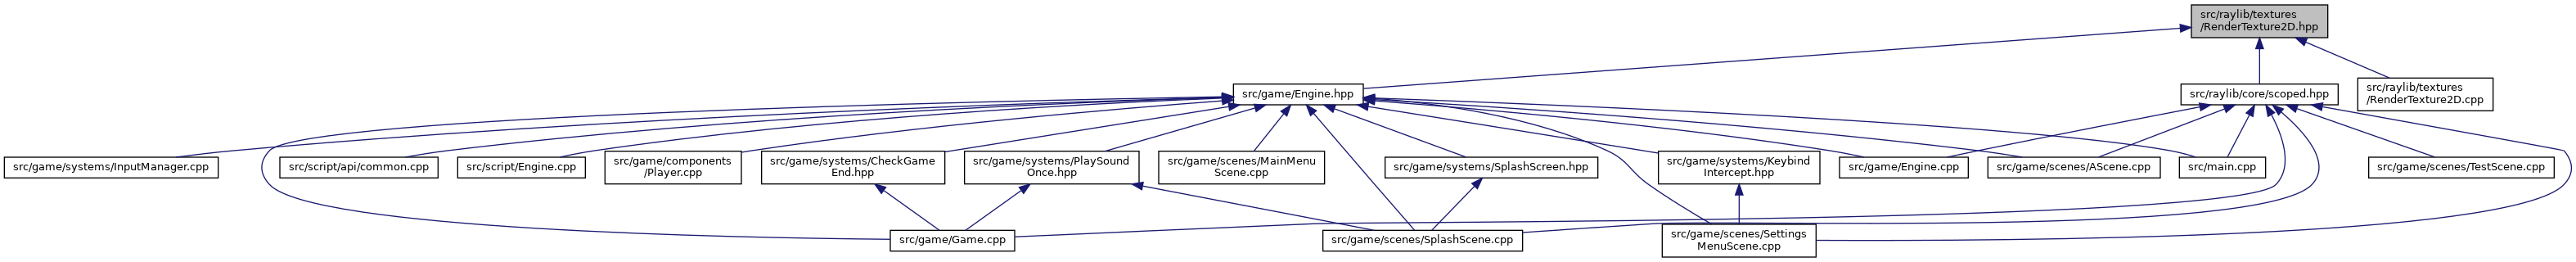 src/raylib/textures
/RenderTexture2D.hpp
src/game/Engine.hpp
src/raylib/core/scoped.hpp
src/raylib/textures
/RenderTexture2D.cpp
src/game/systems/InputManager.cpp
src/script/api/common.cpp
src/script/Engine.cpp
src/game/components
/Player.cpp
src/game/systems/CheckGame
End.hpp
src/game/systems/PlaySound
Once.hpp
src/game/scenes/MainMenu
Scene.cpp
src/game/systems/SplashScreen.hpp
src/game/systems/Keybind
Intercept.hpp
src/game/Engine.cpp
src/game/scenes/AScene.cpp
src/main.cpp
src/game/scenes/TestScene.cpp
src/game/Game.cpp
src/game/scenes/SplashScene.cpp
src/game/scenes/Settings
MenuScene.cpp